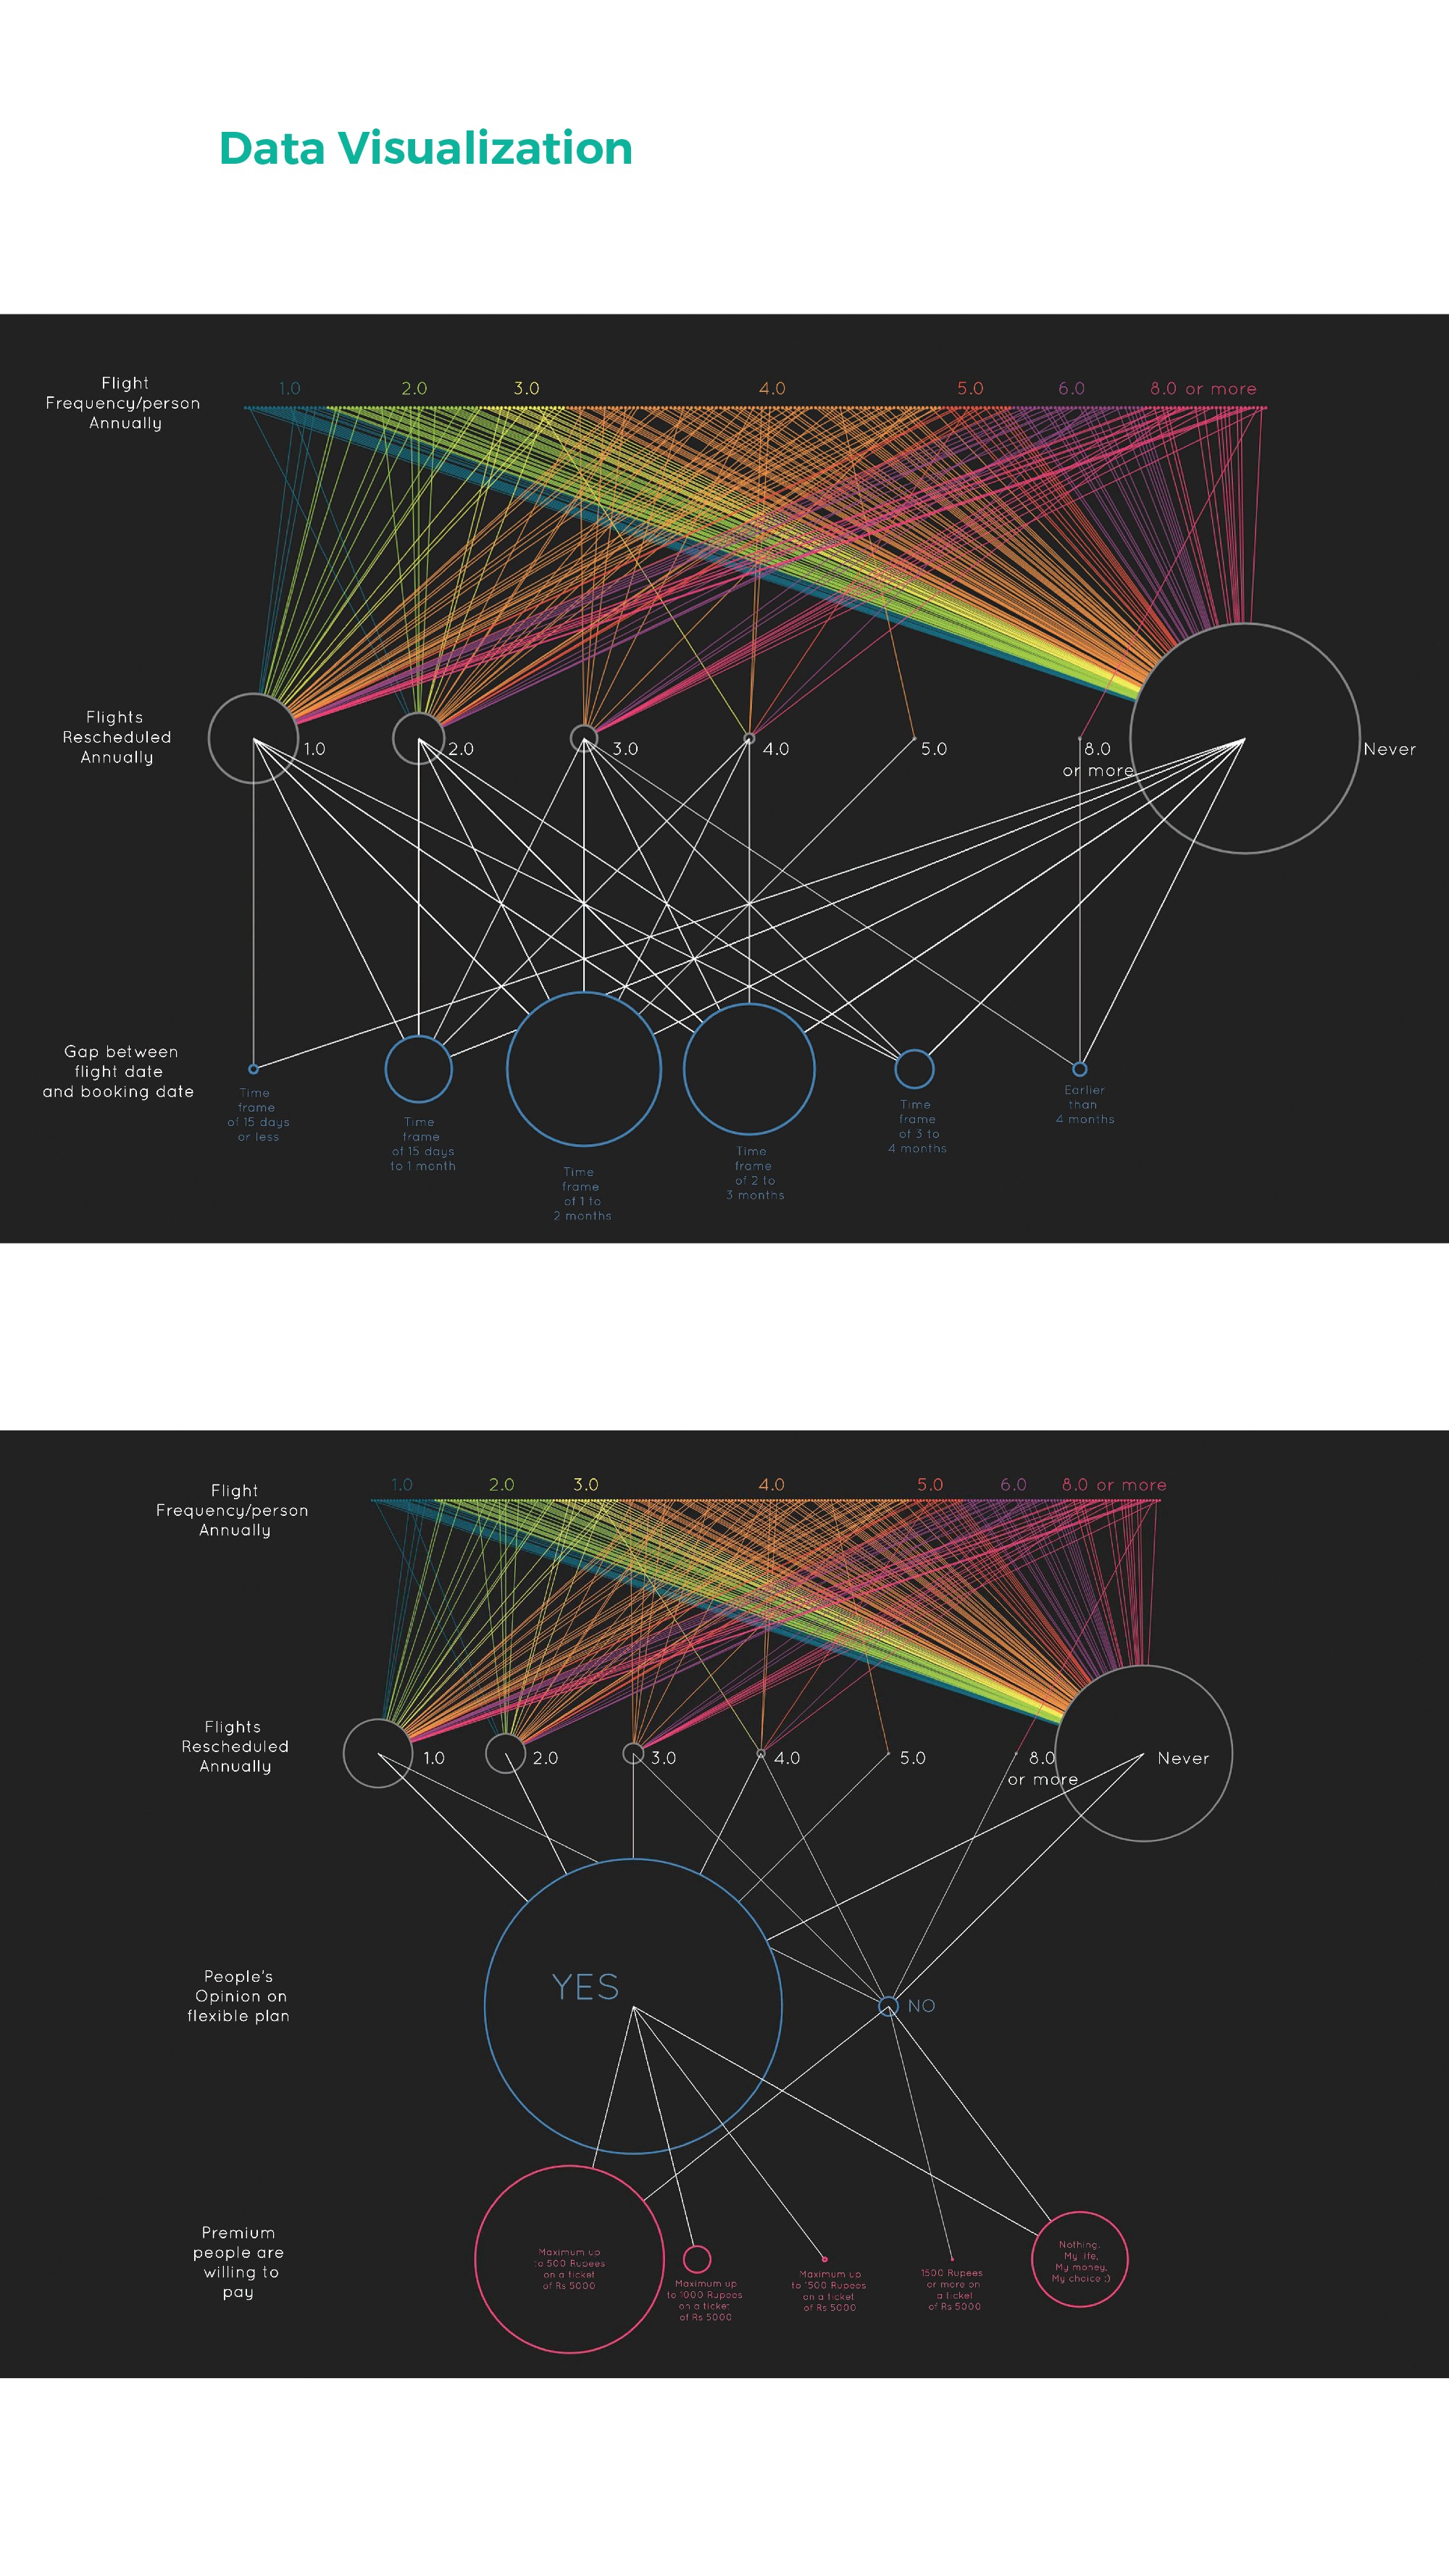 Data Visualization
Flight
Frequency/person
Annually
1.0
2.0
3.0
4.0
5.0
6.0
8.0 or more
Flights
Rescheduled
Annually
1.0
2.0
3.0
4.0
5.0
8.0
or more
Never
Gap between
flight date
and booking date
Time
frame
of 15 days
or less
Time
frame
of 15 days
to 1 month
Time
frame
of 1 to
2 months
Time
frame
of 2 to
3 months
Time
frame
of 3 to
4 months
Earlier
than
4 months
Flight
Frequency/person
Annually
1.0
2.0
3.0
4.0
5.0
6.0
8.0 or more
Flights
Rescheduled
Annually
1.0
2.0
3.0
4.0
5.0
8.0
or more
Never
People's
Opinion on
flexible plan
YES
NO
Premium
people are
willing to
pay
Maximum up
to 500 Rupees
on a ticket
of Rs 5000
Maximum up
to 1000 Rupees
on a ticket
of Rs 5000
Maximum up
to 1500 Rupees
on a ticket
of Rs 5000
1500 Rupees
or more on
a ticket
of Rs 5000
Nothing.
My life,
My money,
My choice :)